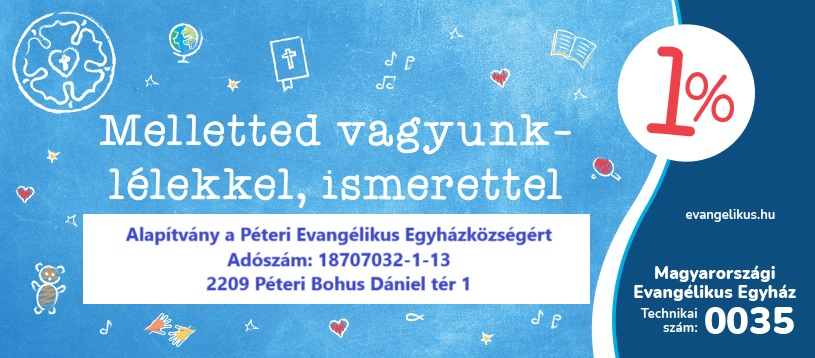 Melletted vagyunk-
lélekkel, ismerettel
Alapítvány a Péteri Evangélikus Egyházközségért
Adószám: 18707032-1-13
2209 Péteri Bohus Dániel tér 1
1%
evangelikus.hu
Magyarországi
Evangélikus Egyház
Technikai
szám: 0035